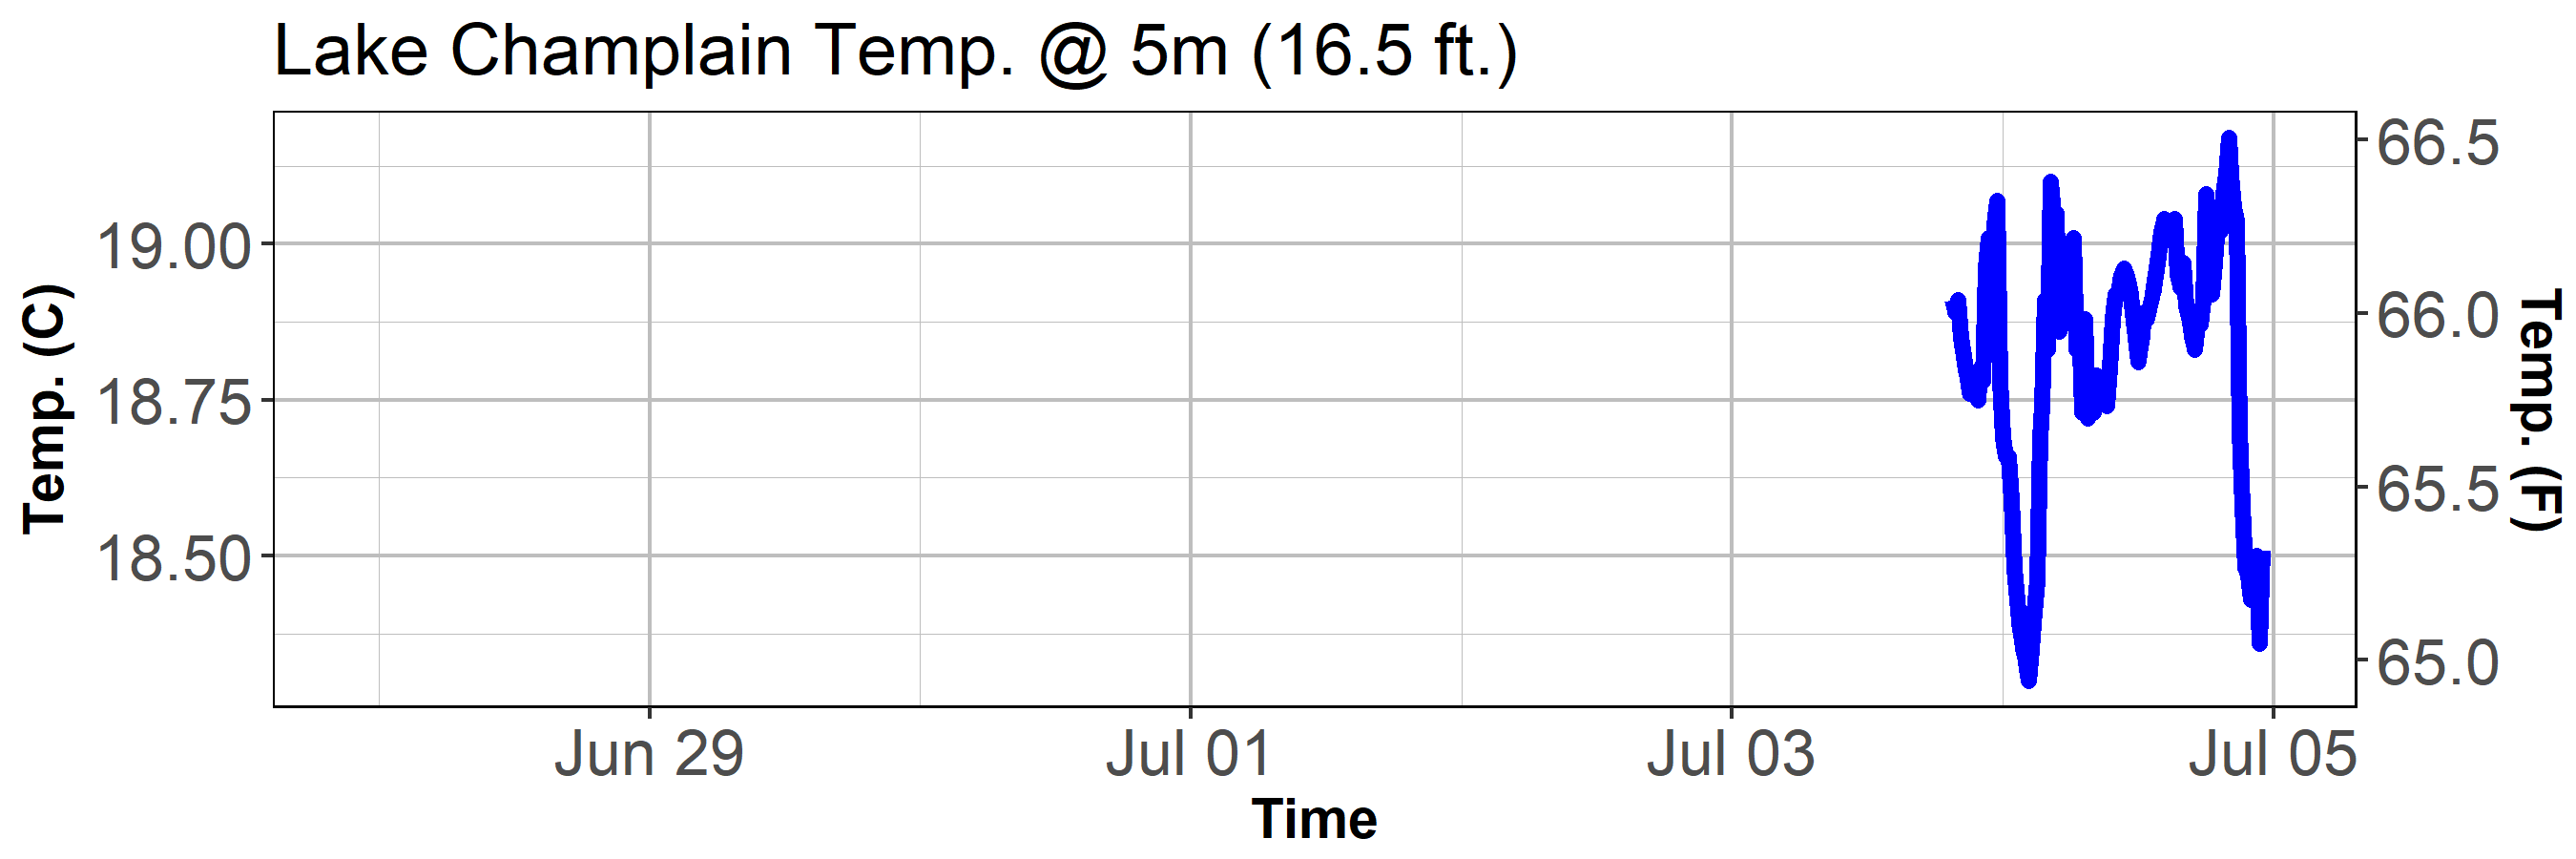 Lake Champlain Temp. @ 5m (16.5 ft.)
Temp. (C)
19.00
18.75
18.50
66.5
66.0
65.5
65.0
Temp. (F)
Jun 29 Jul 01 Jul 03 Jul 05
Time